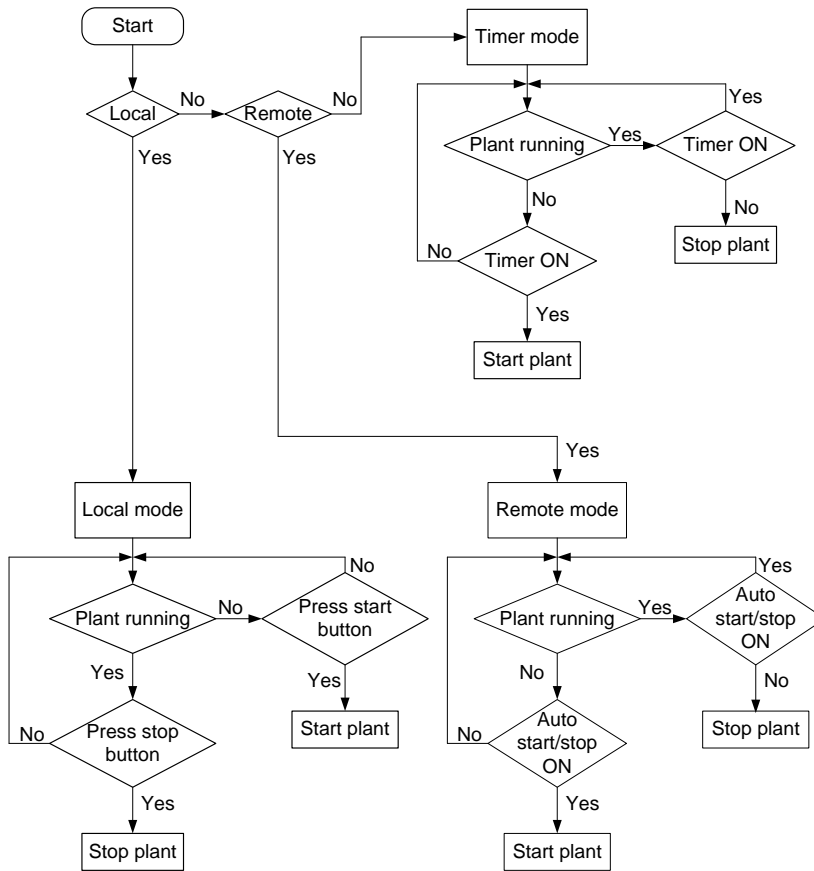 Start
Timer mode
Local
No
Remote
No
Yes
Yes
Yes
Plant running
Yes
Timer ON
No
No
Stop plant
No
Timer ON
Yes
Start plant
Yes
Local mode
No
Plant running
No
Press start
button
Yes
Yes
Start plant
No
Press stop
button
Yes
Stop plant
Remote mode
Yes
Plant running
Yes
Auto
start/stop
ON
No
No
Stop plant
No
Auto
start/stop
ON
Yes
Start plant